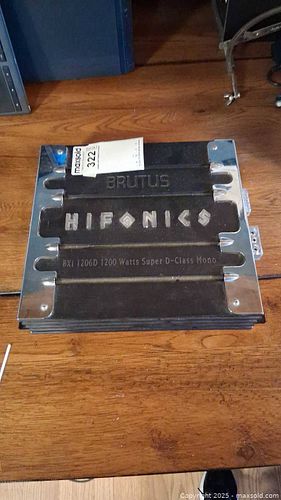 maxsold
322
BRUTUS
HIFONICS
BXi 1206D 1200 Watts Super D-Class Mono
Copyright 2025 - maxsold.com